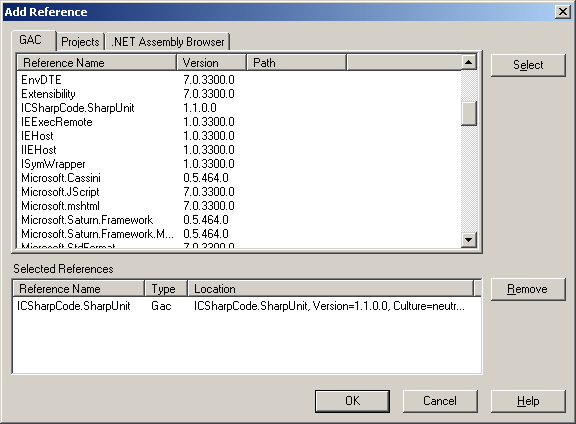 Add Reference
GAC Projects .NET Assembly Browser
Reference Name Version Path
EnvDTE 7.0.3300.0
Extensibility 7.0.3300.0
ICSharpCode.SharpUnit 1.1.0.0
IEExecRemote 1.0.3300.0
IEHost 1.0.3300.0
IIEHost 1.0.3300.0
ISymWrapper 1.0.3300.0
Microsoft.Cassini 0.5.464.0
Microsoft.JScript 7.0.3300.0
Microsoft.mshtml 7.0.3300.0
Microsoft.Saturn.Framework 0.5.464.0
Microsoft.Saturn.Framework.M... 0.5.464.0
Microsoft.StdFormat 7.0.3300.0
Select
Selected References
Reference Name Type Location
ICSharpCode.SharpUnit Gac ICSharpCode.SharpUnit, Version=1.1.0.0, Culture=neutr...
Remove
OK Cancel Help